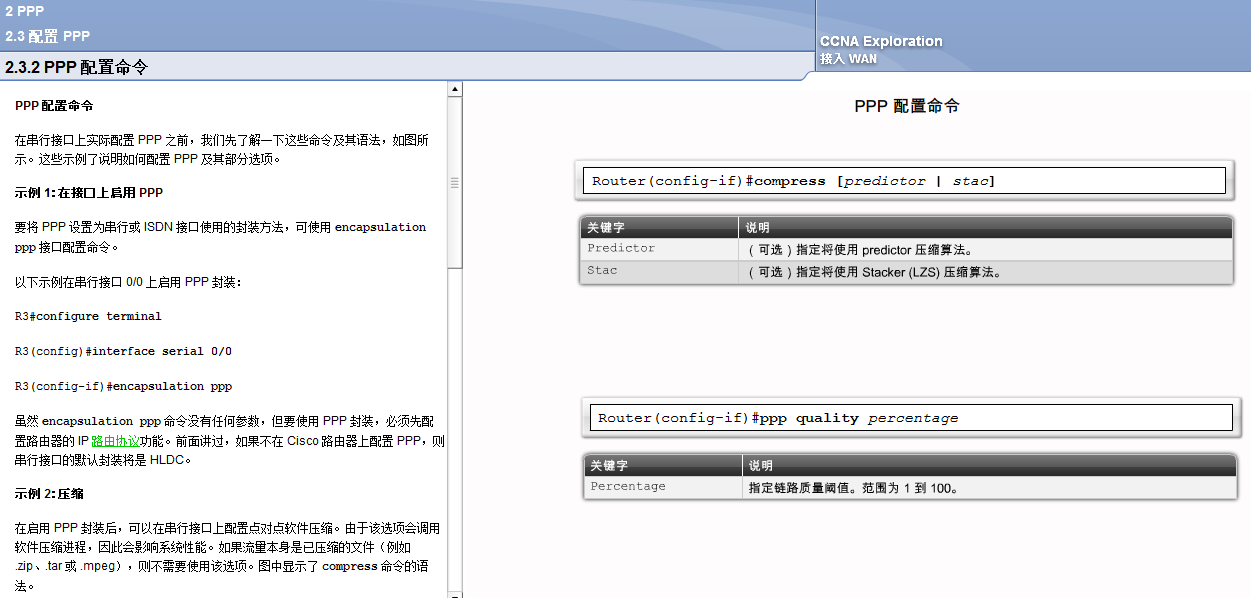 2 PPP
2.3 配置 PPP
2.3.2 PPP 配置命令
CCNA Exploration
接入 WAN
PPP 配置命令
在串行接口上实际配置 PPP 之前，我们先了解一下这些命令及其语法，如图所
示。这些示例了说明如何配置 PPP 及其部分选项。
示例 1：在接口上启用 PPP
要将 PPP 设置为串行或 ISDN 接口使用的封装方法，可使用 encapsulation
ppp 接口配置命令。
以下示例在串行接口 0/0 上启用 PPP 封装：
R3#configure terminal
R3(config)#interface serial 0/0
R3(config-if)#encapsulation ppp
虽然 encapsulation ppp 命令没有任何参数，但要使用 PPP 封装，必须先配
置路由器的 IP 路由协议功能。前面讲过，如果不在 Cisco 路由器上配置 PPP，则
串行接口的默认封装将是 HLDC。
示例 2：压缩
在启用 PPP 封装后，可以在串行接口上配置点对点软件压缩。由于该选项会调用
软件压缩进程，因此会影响系统性能。如果流量本身是已压缩的文件（例如
.zip、.tar 或 .mpeg），则不需要使用该选项。图中显示了 compress 命令的语
法。
PPP 配置命令
Router(config-if)#compress [predictor | stac]
关键字 说明
Predictor （可选）指定将使用 predictor 压缩算法。
Stac （可选）指定将使用 Stacker (LZS) 压缩算法。
Router(config-if)#ppp quality percentage
关键字 说明
Percentage 指定链路质量阈值。范围为 1 到 100。